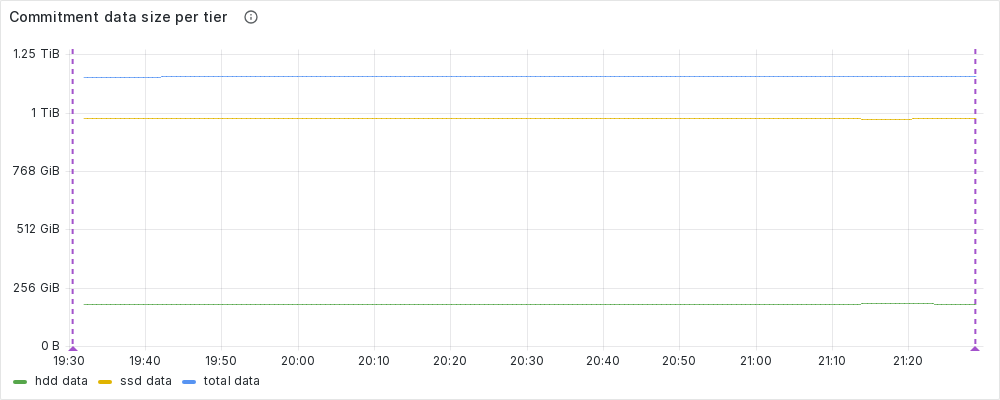 Commitment data size per tier
1.25 TiB
1 TiB
768 GiB
512 GiB
256 GiB
0 B
19:30 19:40 19:50 20:00 20:10 20:20 20:30 20:40 20:50 21:00 21:10 21:20
hdd data ssd data total data